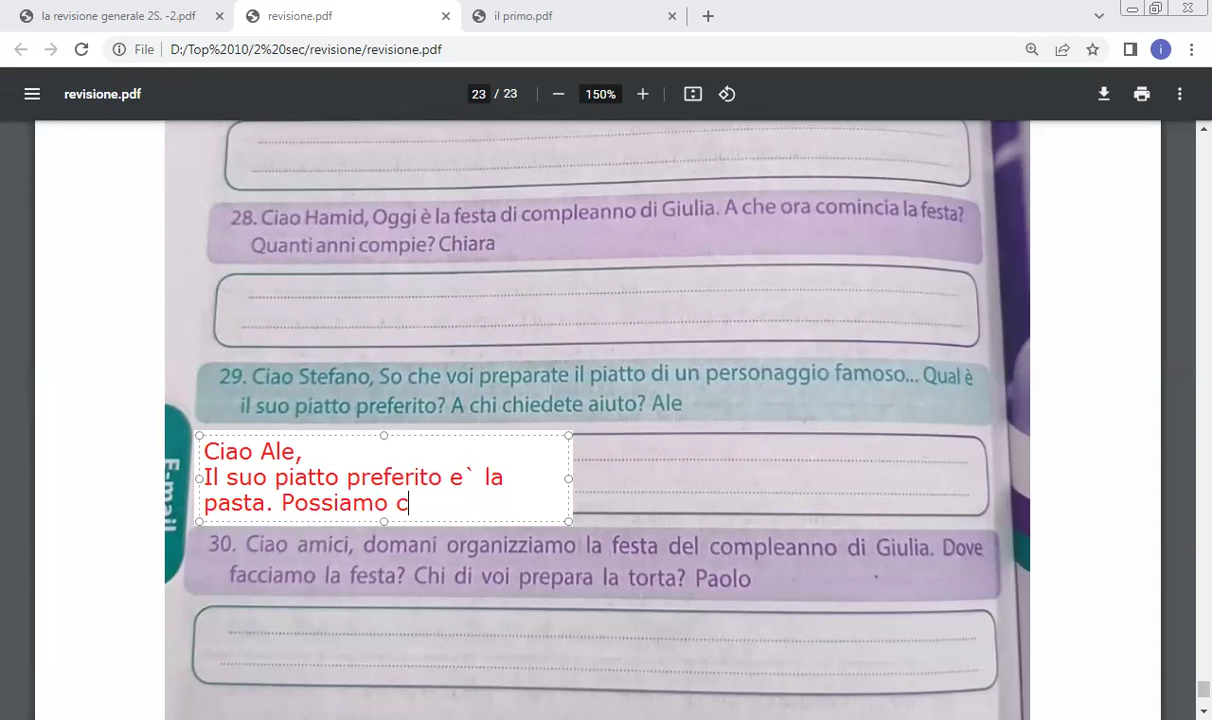 la revisione generale 2S. -2.pdf
revisione.pdf
il primo.pdf
File
D:/Top%2010/2%20sec/revisione/revisione.pdf
i
revisione.pdf
23 / 23
150%
28. Ciao Hamid, Oggi è la festa di compleanno di Giulia. A che ora comincia la festa?
Quanti anni compie? Chiara
29. Ciao Stefano, So che voi preparate il piatto di un personaggio famoso... Qual è
il suo piatto preferito? A chi chiedete aiuto? Ale
E-mail
Ciao Ale,
Il suo piatto preferito e` la
pasta. Possiamo c
30. Ciao amici, domani organizziamo la festa del compleanno di Giulia. Dove
facciamo la festa? Chi di voi prepara la torta? Paolo